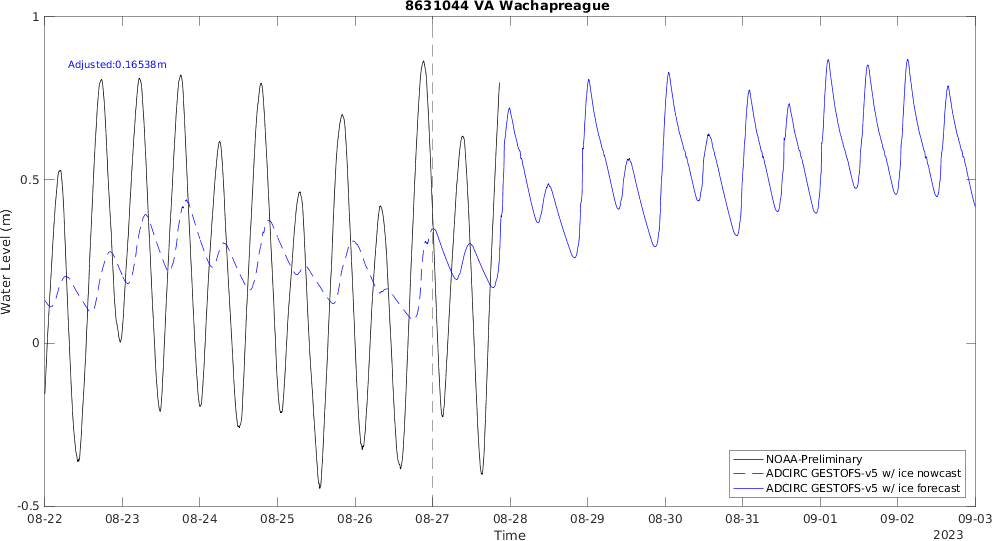 8631044 VA Wachapreague
1
Adjusted:0.16538m
0.5
0
-0.5
Water Level (m)
NOAA-Preliminary
ADCIRC GESTOFS-v5 w/ ice nowcast
ADCIRC GESTOFS-v5 w/ ice forecast
08-22 08-23 08-24 08-25 08-26 08-27 08-28 08-29 08-30 08-31 09-01 09-02 09-03
Time
2023